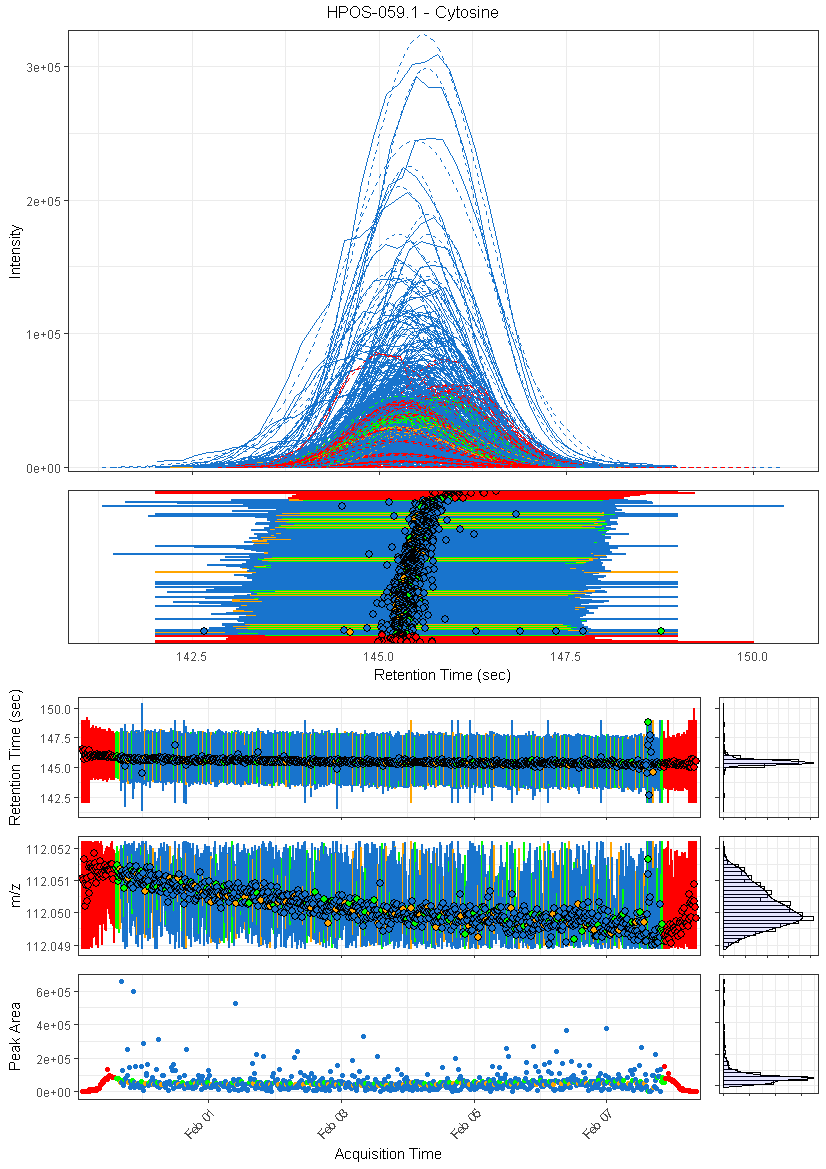 HPOS-059.1 - Cytosine
3e+05
2e+05
1e+05
0e+00
Intensity
142.5 145.0 147.5 150.0
Retention Time (sec)
150.0
147.5
145.0
142.5
Retention Time (sec)
112.052
112.051
112.050
112.049
m/z
6e+05
4e+05
2e+05
0e+00
Peak Area
Feb 01 Feb 03 Feb 05 Feb 07
Acquisition Time